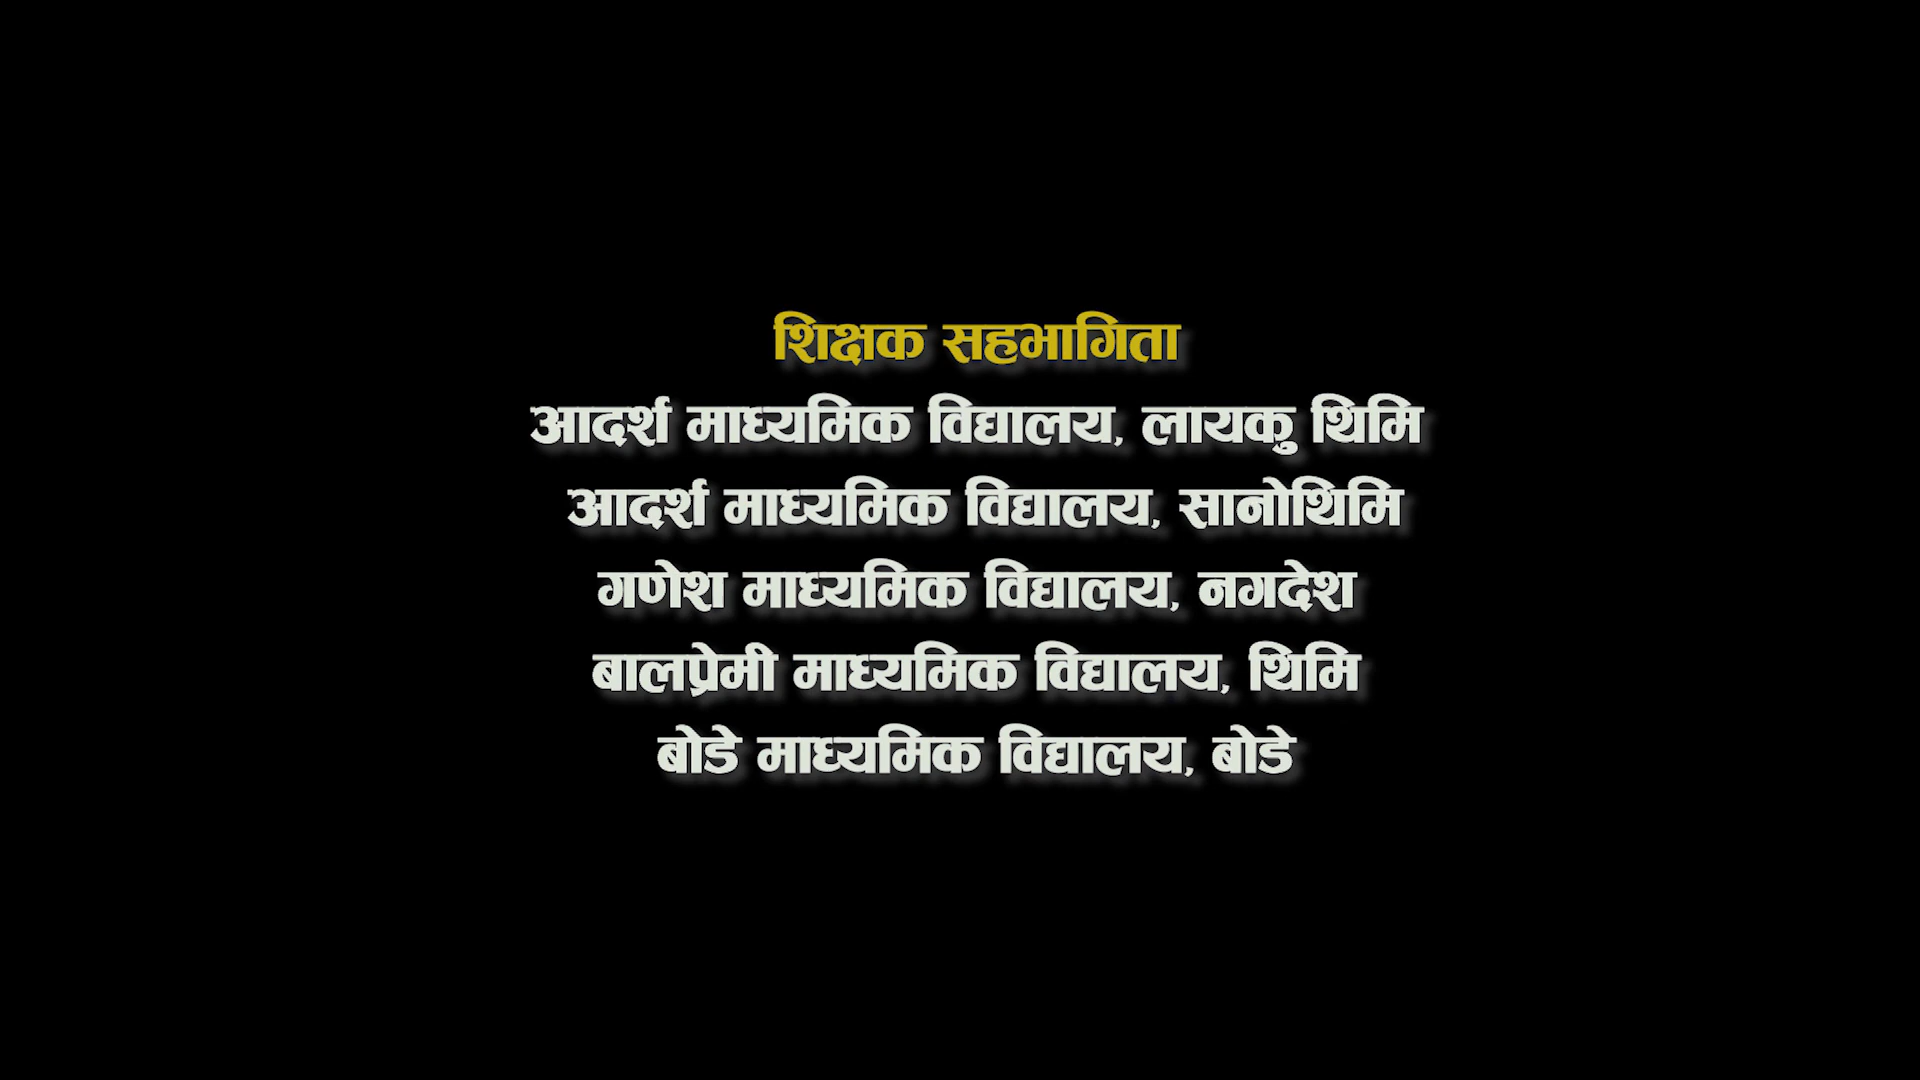 शिक्षक सहभागिता
आदर्श माध्यमिक विद्यालय, लायकु थिमि
आदर्श माध्यमिक विद्यालय, सानोथिमि
गणेश माध्यमिक विद्यालय, नगदेश
बालप्रेमी माध्यमिक विद्यालय, थिमि
बोडे माध्यमिक विद्यालय, बोडे